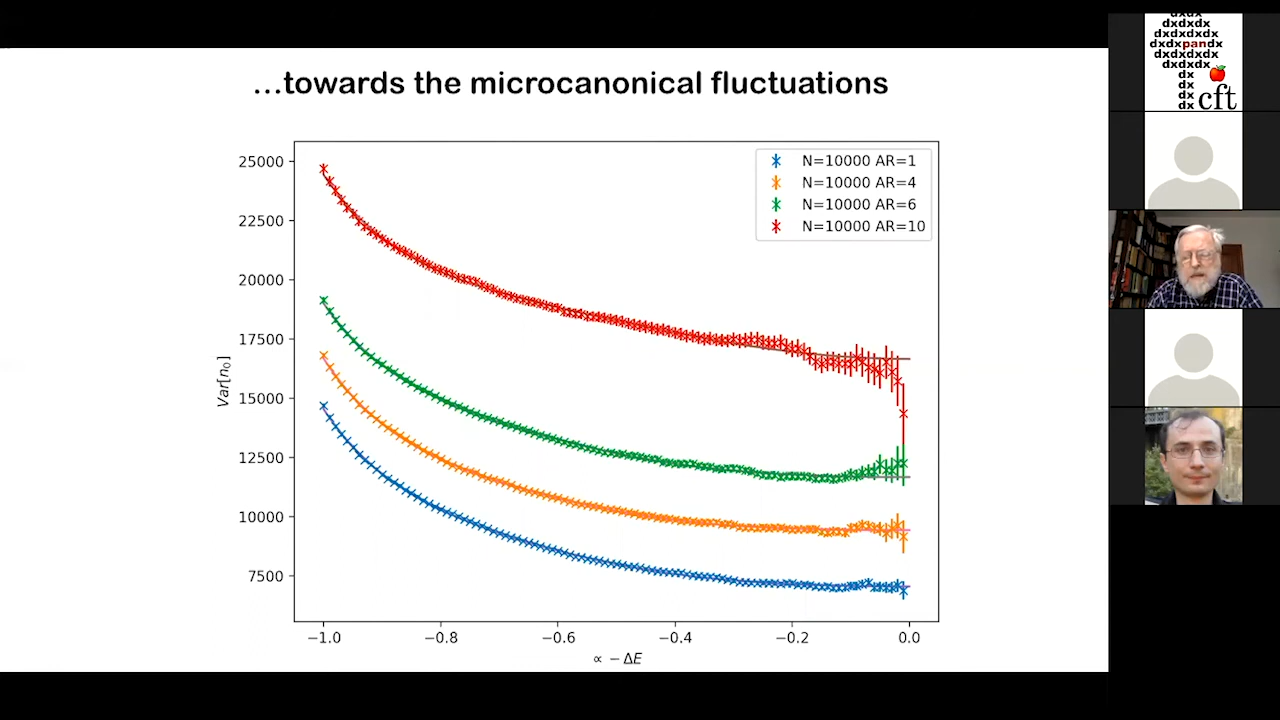 …towards the microcanonical fluctuations
25000
22500
20000
17500
15000
12500
10000
7500
Var[n₀]
−1.0 −0.8 −0.6 −0.4 −0.2 0.0
∝ −ΔE
N=10000 AR=1
N=10000 AR=4
N=10000 AR=6
N=10000 AR=10
dxdxdx
dxdxdx
dxdxdxdx
dxdxpandx
dxdxdxdx
dxdxdx
dx
dx
dx
dx cft